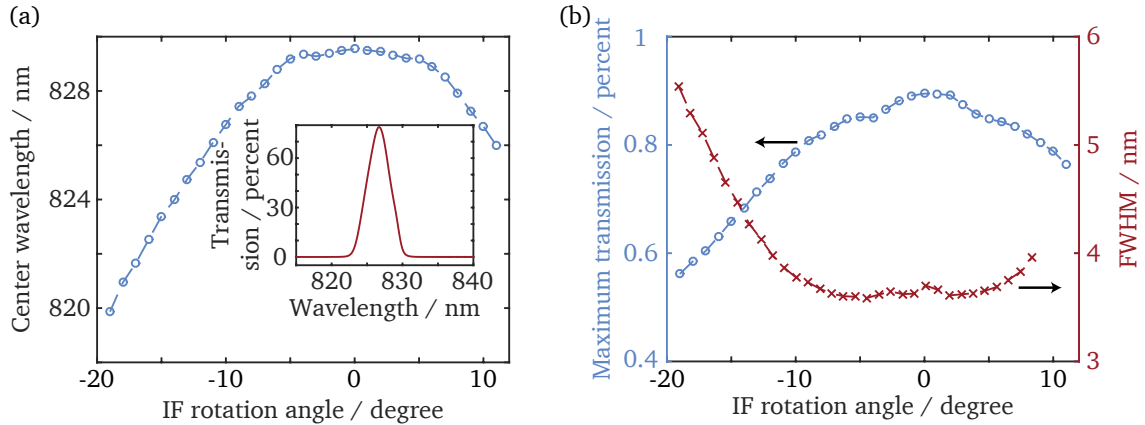 (a)
Center wavelength / nm
828
824
820
-20
-10
0
10
IF rotation angle / degree
Transmis-
sion / percent
60
30
0
820
830
840
Wavelength / nm
(b)
Maximum transmission / percent
1
0.8
0.6
0.4
-20
-10
0
10
IF rotation angle / degree
6
5
4
3
FWHM / nm